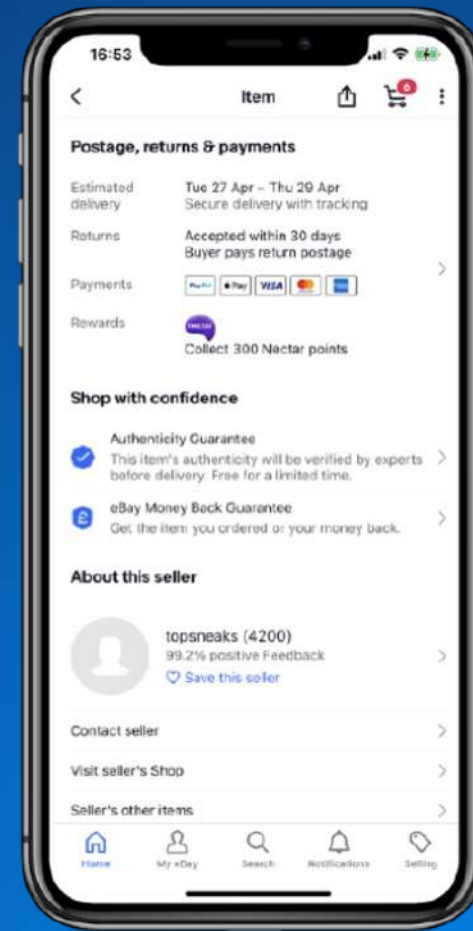 16:53
Item
6
Postage, returns & payments
Estimated delivery
Tue 27 Apr – Thu 29 Apr
Secure delivery with tracking
Returns
Accepted within 30 days
Buyer pays return postage
Payments
PayPal Pay VISA
Rewards
nectar
Collect 300 Nectar points
Shop with confidence
Authenticity Guarantee
This item's authenticity will be verified by experts
before delivery. Free for a limited time.
£
eBay Money Back Guarantee
Get the item you ordered or your money back.
About this seller
topsneaks (4200)
99.2% positive Feedback
Save this seller
Contact seller
Visit seller's Shop
Seller's other items
Home My eBay Search Notifications Selling